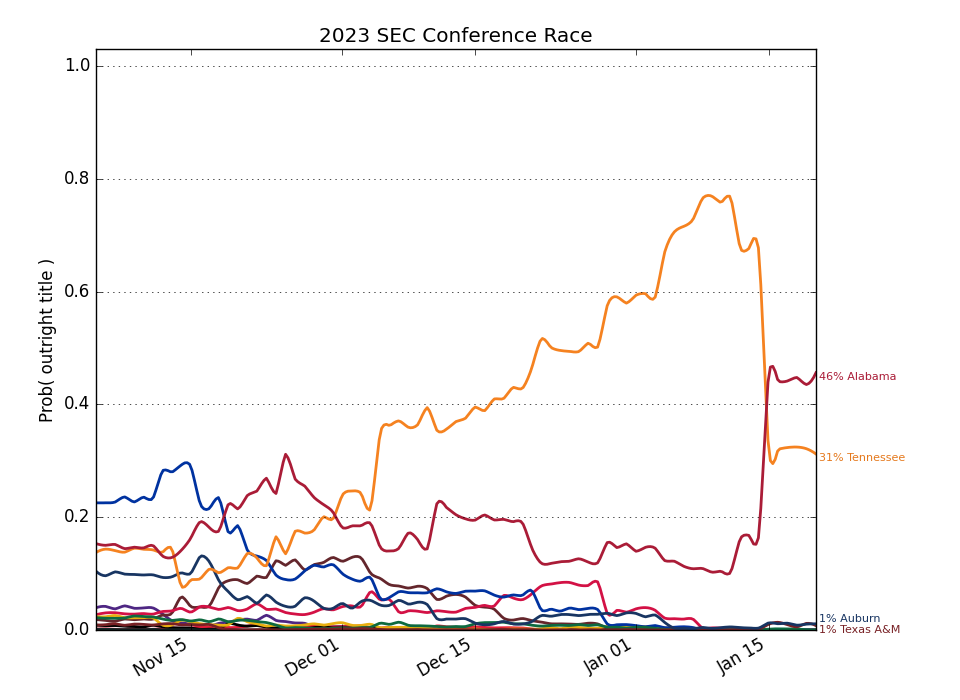 2023 SEC Conference Race
Prob( outright title )
1.0
0.8
0.6
0.4
0.2
0.0
46% Alabama
31% Tennessee
1% Auburn
1% Texas A&M
Nov 15
Dec 01
Dec 15
Jan 01
Jan 15